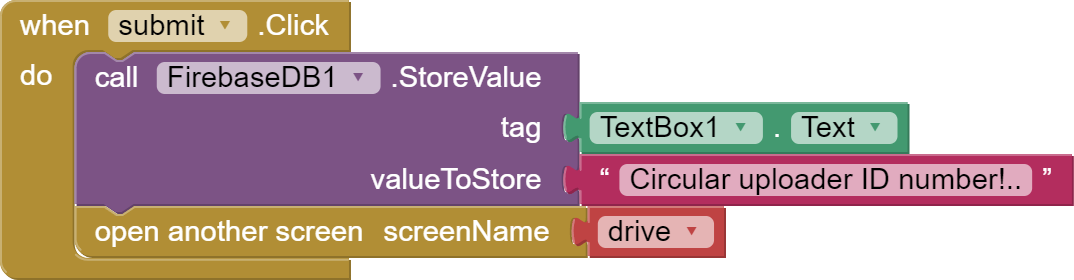 when submit .Click
do call FirebaseDB1 .StoreValue
tag TextBox1 . Text
valueToStore “ Circular uploader ID number!.. ”
open another screen screenName drive